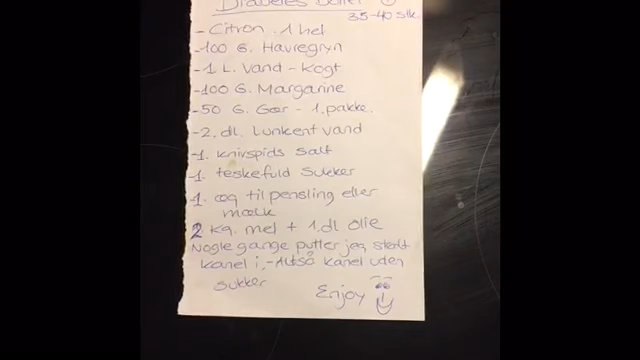 Diabetes boller
35-40 stk.
- Citron . 1 hel
-100 G. Havregryn
-1 L. Vand - Kogt
-100 G. Margarine
-50 G. Gær - 1. pakke.
-2. dl. Lunkent vand
-1. knivspids Salt
-1. teskefuld Sukker
1. æg til pensling eller
mælk
2 kg. mel + 1. dl olie
Nogle gange putter jeg stødt
kanel i, - Altså kanel uden
sukker
Enjoy